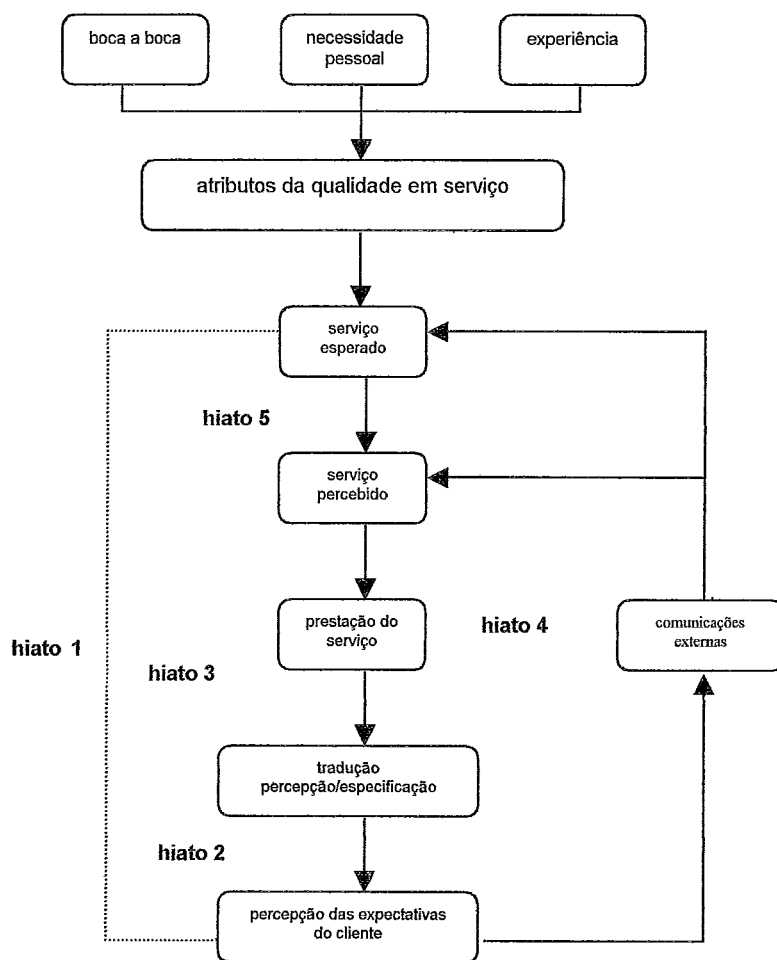 boca a boca
necessidade
pessoal
experiência
atributos da qualidade em serviço
serviço
esperado
hiato 5
serviço
percebido
prestação do
serviço
hiato 4
comunicações
externas
hiato 1
hiato 3
tradução
percepção/especificação
hiato 2
percepção das expectativas
do cliente